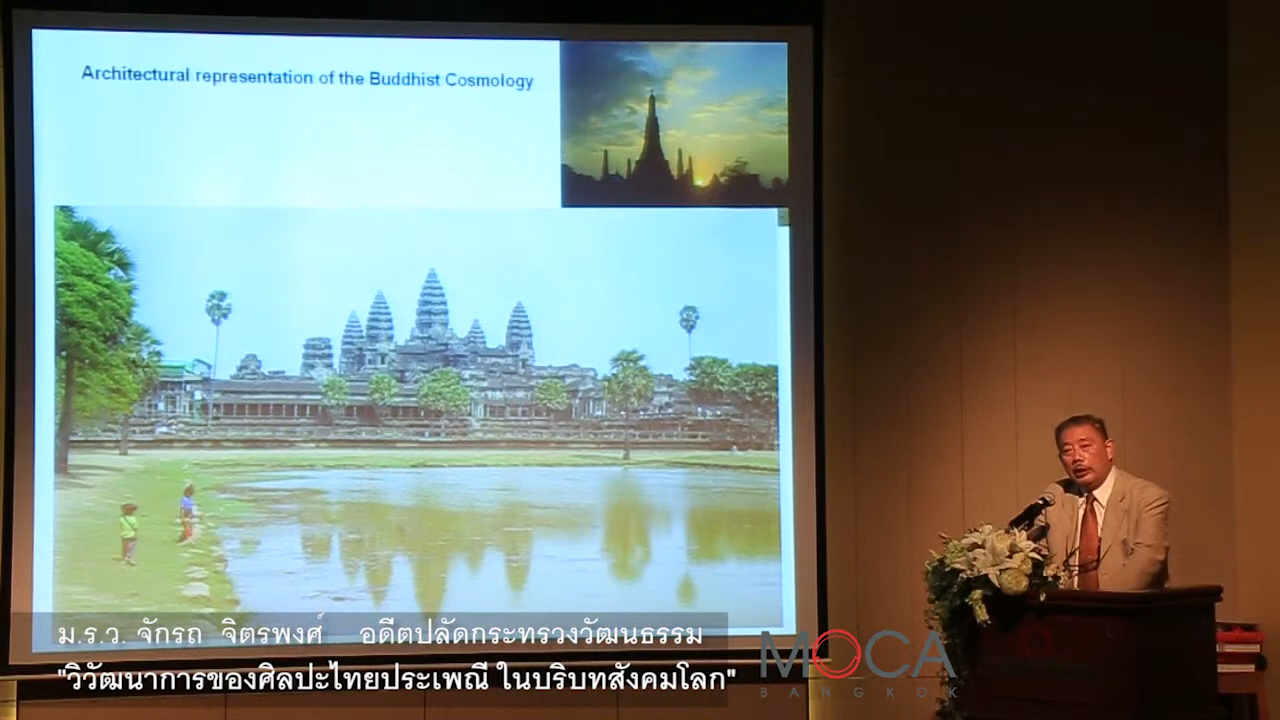 Architectural representation of the Buddhist Cosmology
ม.ร.ว. จักรถ จิตรพงศ์ อดีตปลัดกระทรวงวัฒนธรรม
"วิวัฒนาการของศิลปะไทยประเพณี ในบริบทสังคมโลก"
MOCA
BANGKOK